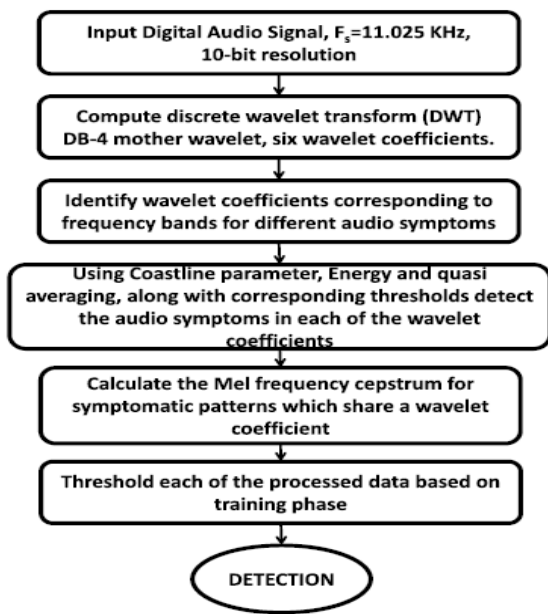 Input Digital Audio Signal, Fs=11.025 KHz,
10-bit resolution
Compute discrete wavelet transform (DWT)
DB-4 mother wavelet, six wavelet coefficients.
Identify wavelet coefficients corresponding to
frequency bands for different audio symptoms
Using Coastline parameter, Energy and quasi
averaging, along with corresponding thresholds detect
the audio symptoms in each of the wavelet
coefficients
Calculate the Mel frequency cepstrum for
symptomatic patterns which share a wavelet
coefficient
Threshold each of the processed data based on
training phase
DETECTION